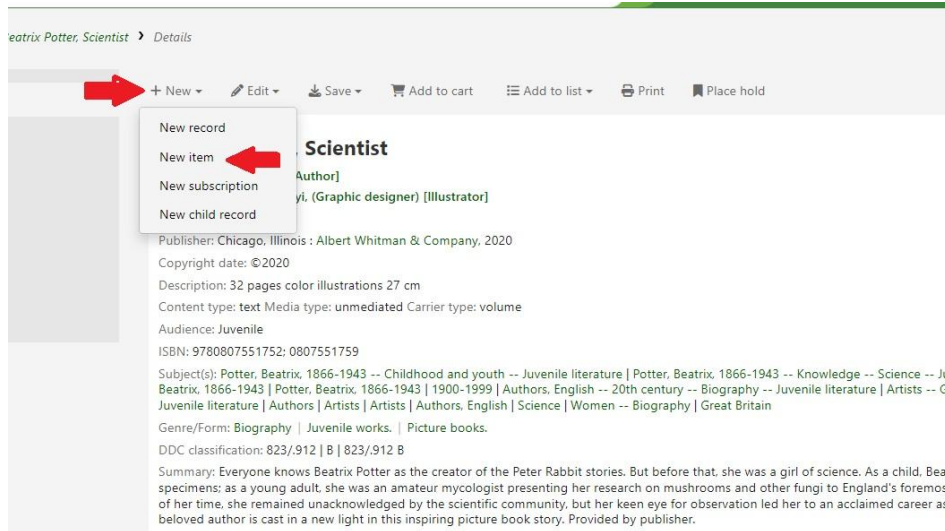 eatrix Potter, Scientist > Details
+ New Edit Save Add to cart Add to list Print Place hold
New record
New item
New subscription
New child record
, Scientist
Author]
yi, (Graphic designer) [Illustrator]
Publisher: Chicago, Illinois : Albert Whitman & Company, 2020
Copyright date: ©2020
Description: 32 pages color illustrations 27 cm
Content type: text Media type: unmediated Carrier type: volume
Audience: Juvenile
ISBN: 9780807551752; 0807551759
Subject(s): Potter, Beatrix, 1866-1943 -- Childhood and youth -- Juvenile literature | Potter, Beatrix, 1866-1943 -- Knowledge -- Science -- Ju
Beatrix, 1866-1943 | Potter, Beatrix, 1866-1943 | 1900-1999 | Authors, English -- 20th century -- Biography -- Juvenile literature | Artists -- G
Juvenile literature | Authors | Artists | Artists | Authors, English | Science | Women -- Biography | Great Britain
Genre/Form: Biography | Juvenile works. | Picture books.
DDC classification: 823/.912 | B | 823/.912 B
Summary: Everyone knows Beatrix Potter as the creator of the Peter Rabbit stories. But before that, she was a girl of science. As a child, Bea
specimens; as a young adult, she was an amateur mycologist presenting her research on mushrooms and other fungi to England's foremos
of her time, she remained unacknowledged by the scientific community, but her keen eye for observation led her to an acclaimed career as
beloved author is cast in a new light in this inspiring picture book story. Provided by publisher.